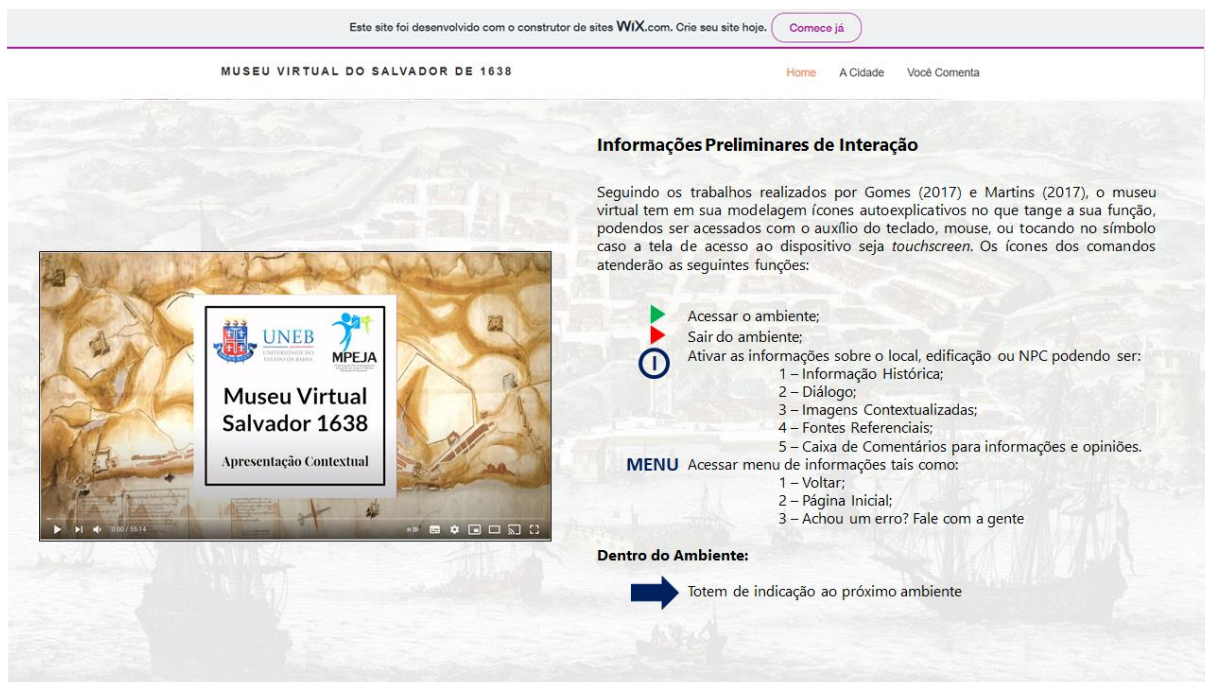 Este site foi desenvolvido com o construtor de sites WiX.com. Crie seu site hoje. Comece já
MUSEU VIRTUAL DO SALVADOR DE 1638
Home A Cidade Você Comenta
UNEB
UNIVERSIDADE DO
ESTADO DA BAHIA
MPEJA
Museu Virtual
Salvador 1638
Apresentação Contextual
0:00 / 55:14
Informações Preliminares de Interação
Seguindo os trabalhos realizados por Gomes (2017) e Martins (2017), o museu
virtual tem em sua modelagem ícones autoexplicativos no que tange a sua função,
podendos ser acessados com o auxílio do teclado, mouse, ou tocando no símbolo
caso a tela de acesso ao dispositivo seja touchscreen. Os ícones dos comandos
atenderão as seguintes funções:
Acessar o ambiente;
Sair do ambiente;
I Ativar as informações sobre o local, edificação ou NPC podendo ser:
1 – Informação Histórica;
2 – Diálogo;
3 – Imagens Contextualizadas;
4 – Fontes Referenciais;
5 – Caixa de Comentários para informações e opiniões.
MENU Acessar menu de informações tais como:
1 – Voltar;
2 – Página Inicial;
3 – Achou um erro? Fale com a gente
Dentro do Ambiente:
Totem de indicação ao próximo ambiente